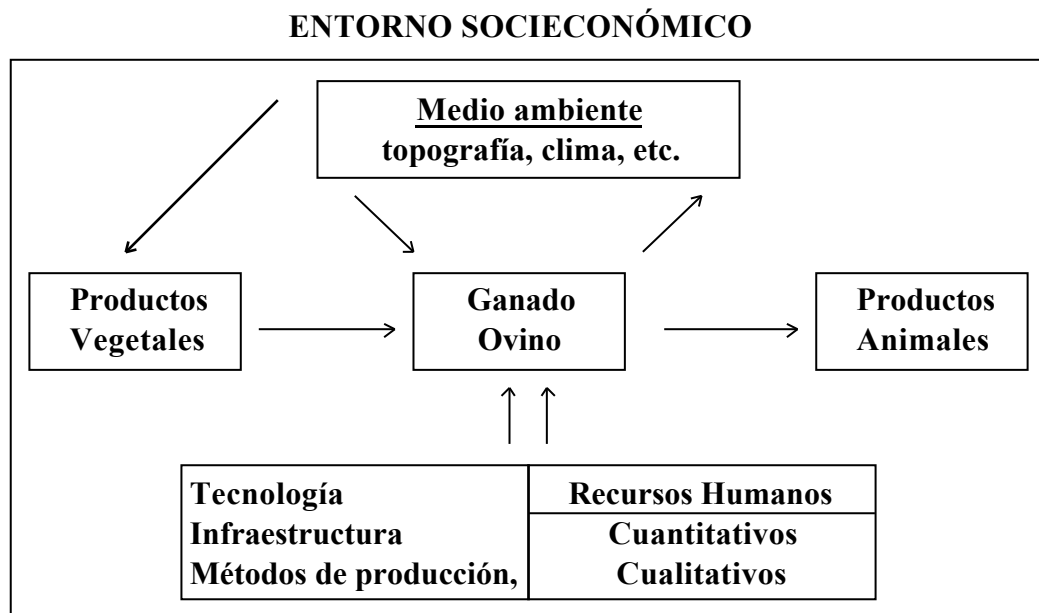 ENTORNO SOCIECONÓMICO
Medio ambiente
topografía, clima, etc.
Productos
Vegetales
Ganado
Ovino
Productos
Animales
Tecnología
Infraestructura
Métodos de producción,
Recursos Humanos
Cuantitativos
Cualitativos